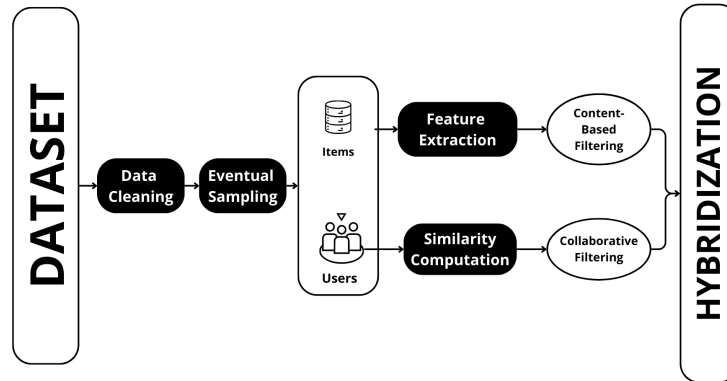 DATASET
Data
Cleaning
Eventual
Sampling
Items
Users
Feature
Extraction
Similarity
Computation
Content-
Based
Filtering
Collaborative
Filtering
HYBRIDIZATION